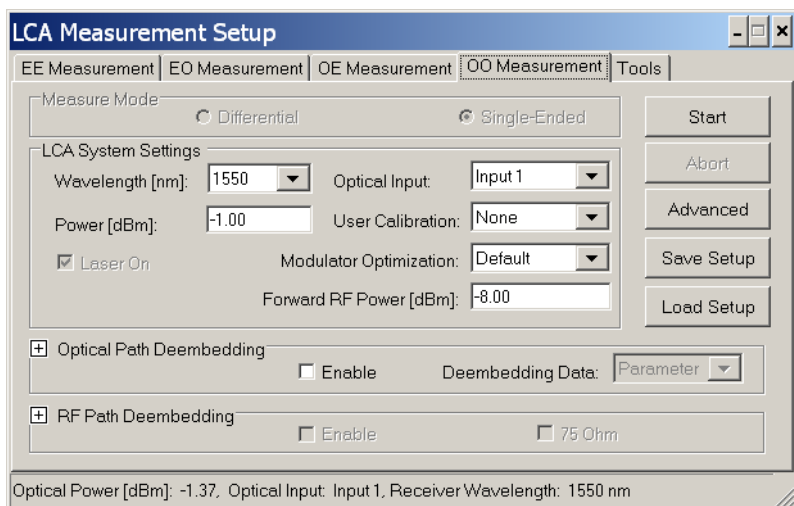 LCA Measurement Setup
EE Measurement EO Measurement OE Measurement OO Measurement Tools
Measure Mode
Differential Single-Ended
Start
LCA System Settings
Abort
Wavelength [nm]: 1550 Optical Input: Input 1
Power [dBm]: -1.00 User Calibration: None
Advanced
Laser On Modulator Optimization: Default
Save Setup
Forward RF Power [dBm]: -8.00
Load Setup
Optical Path Deembedding
Enable Deembedding Data: Parameter
RF Path Deembedding
Enable 75 Ohm
Optical Power [dBm]: -1.37, Optical Input: Input 1, Receiver Wavelength: 1550 nm